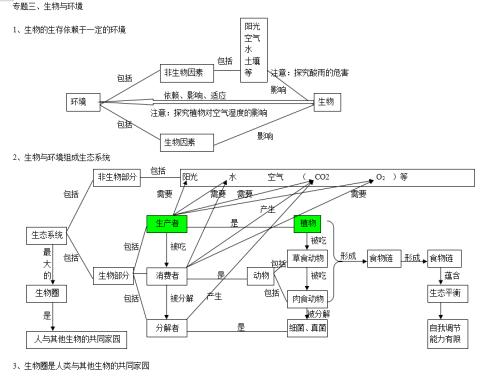 专题三、生物与环境
1、生物的生存依赖于一定的环境
阳光
空气
水
土壤
等
包括
非生物因素
包括
注意：探究酸雨的危害
影响
环境
依赖、影响、适应
生物
注意：探究植物对空气湿度的影响
包括
生物因素
影响
2、生物与环境组成生态系统
非生物部分
包括
阳光 水 空气 （ CO2 O2 ）等
包括
需要 需要 需要 需要
产生
生产者
是
植物
生态系统
包括
被吃
被吃
草食动物
形成
食物链
形成
食物链
最大的
包括
生物部分
消费者
是
动物
包括
包括
被吃
蕴含
生物圈
包括
被分解
产生
肉食动物
生态平衡
被分解
人与其他生物的共同家园
分解者
是
细菌、真菌
自我调节
能力有限
3、生物圈是人类与其他生物的共同家园